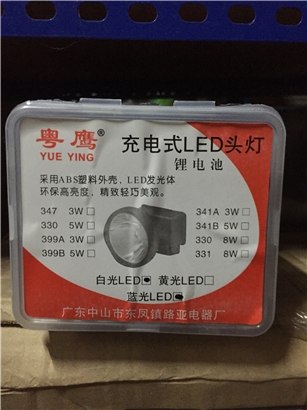 粤鹰®
YUE YING
充电式LED头灯
锂电池
采用ABS塑料外壳、LED发光体
环保高亮度，精致轻巧美观。
347 3W 341A 3W
330 5W 341B 5W
399A 3W 330 8W
399B 5W 331 8W
白光LED 黄光LED
蓝光LED
广东中山市东凤镇路亚电器厂